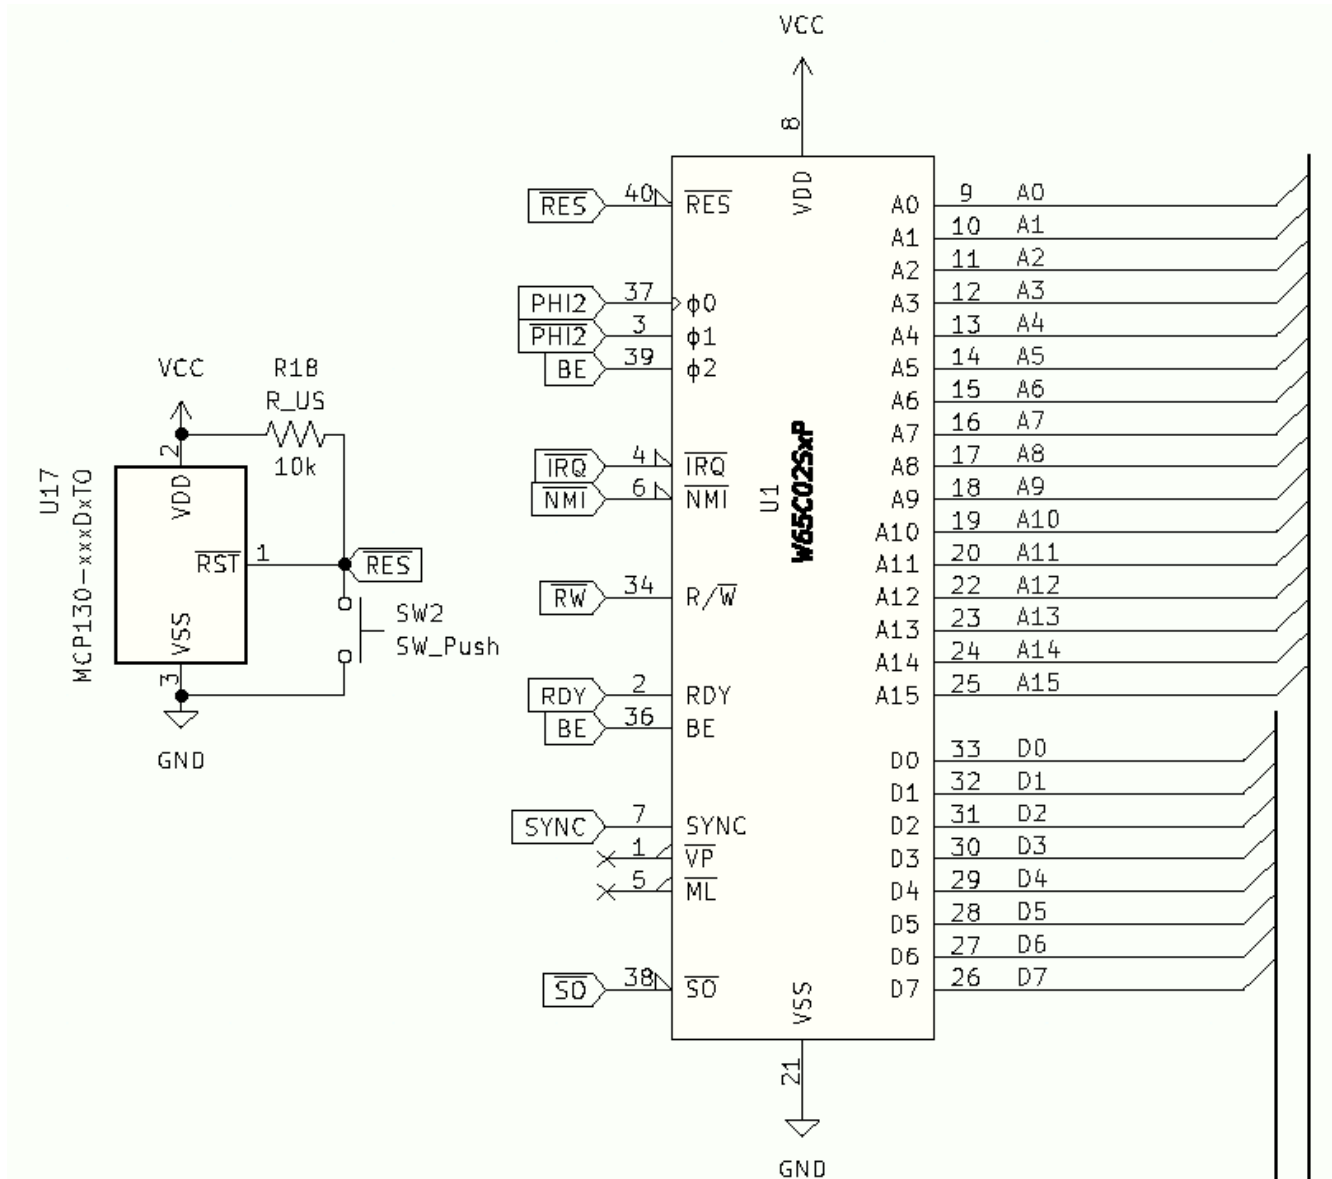 VCC
8
VDD
RES
40
RES
PHI2
37
ϕ0
PHI2
3
ϕ1
BE
39
ϕ2
IRQ
4
IRQ
NMI
6
NMI
RW
34
R/W
RDY
2
RDY
BE
36
BE
SYNC
7
SYNC
1
VP
5
ML
SO
38
SO
U1
W65C02SxP
A0 9 A0
A1 10 A1
A2 11 A2
A3 12 A3
A4 13 A4
A5 14 A5
A6 15 A6
A7 16 A7
A8 17 A8
A9 18 A9
A10 19 A10
A11 20 A11
A12 22 A12
A13 23 A13
A14 24 A14
A15 25 A15
D0 33 D0
D1 32 D1
D2 31 D2
D3 30 D3
D4 29 D4
D5 28 D5
D6 27 D6
D7 26 D7
VSS
21
GND
VCC
R18
R_US
10k
2
VDD
U17
MCP130-xxxDxTO
RST
1
RES
SW2
SW_Push
VSS
3
GND